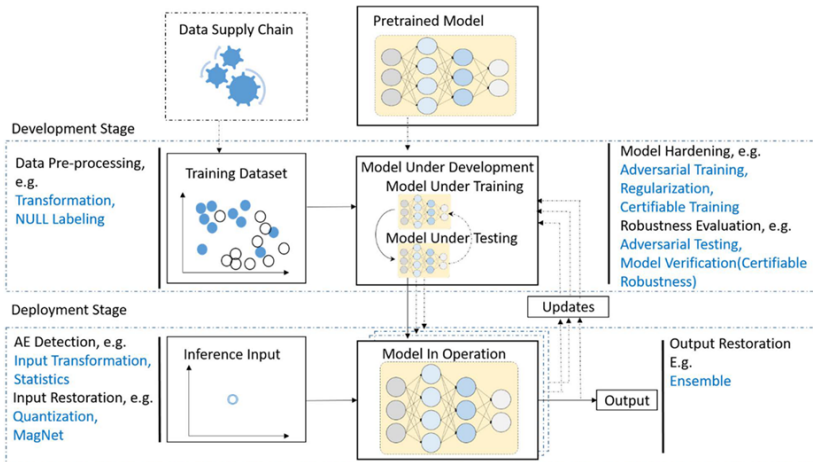 Data Supply Chain
Pretrained Model
Development Stage
Data Pre-processing,
e.g.
Transformation,
NULL Labeling
Training Dataset
Model Under Development
Model Under Training
Model Under Testing
Model Hardening, e.g.
Adversarial Training,
Regularization,
Certifiable Training
Robustness Evaluation, e.g.
Adversarial Testing,
Model Verification(Certifiable
Robustness)
Updates
Deployment Stage
AE Detection, e.g.
Input Transformation,
Statistics
Input Restoration, e.g.
Quantization,
MagNet
Inference Input
Model In Operation
Output
Output Restoration
E.g.
Ensemble